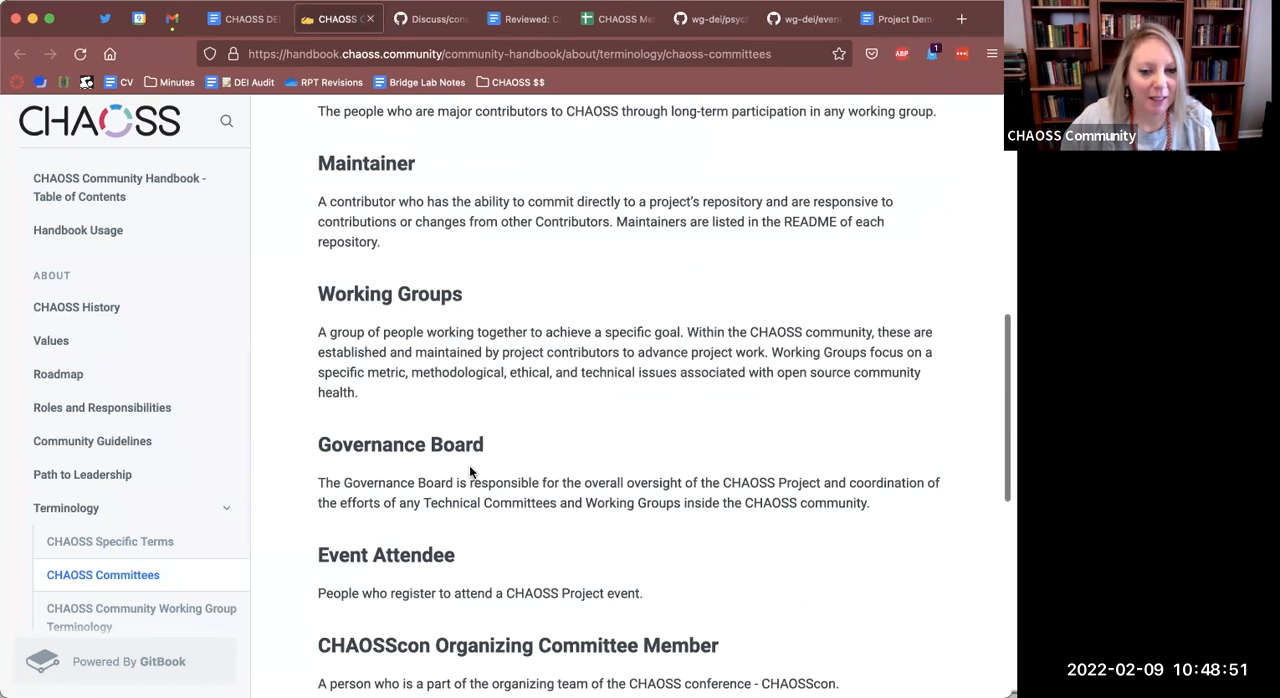 CHAOSS DE
CHAOSS C
Discuss/con
Reviewed: C
CHAOSS Me
wg-dei/psyc
wg-dei/even
Project Dem
https://handbook.chaoss.community/community-handbook/about/terminology/chaoss-committees
ABP
1
CV
Minutes
DEI Audit
RPT Revisions
Bridge Lab Notes
CHAOSS $$
CHAOSS
CHAOSS Community Handbook -
Table of Contents
Handbook Usage
ABOUT
CHAOSS History
Values
Roadmap
Roles and Responsibilities
Community Guidelines
Path to Leadership
Terminology
CHAOSS Specific Terms
CHAOSS Committees
CHAOSS Community Working Group
Terminology
Powered By GitBook
The people who are major contributors to CHAOSS through long-term participation in any working group.
Maintainer
A contributor who has the ability to commit directly to a project's repository and are responsive to
contributions or changes from other Contributors. Maintainers are listed in the README of each
repository.
Working Groups
A group of people working together to achieve a specific goal. Within the CHAOSS community, these are
established and maintained by project contributors to advance project work. Working Groups focus on a
specific metric, methodological, ethical, and technical issues associated with open source community
health.
Governance Board
The Governance Board is responsible for the overall oversight of the CHAOSS Project and coordination of
the efforts of any Technical Committees and Working Groups inside the CHAOSS community.
Event Attendee
People who register to attend a CHAOSS Project event.
CHAOSScon Organizing Committee Member
A person who is a part of the organizing team of the CHAOSS conference - CHAOSScon.
CHAOSS Community
2022-02-09 10:48:51